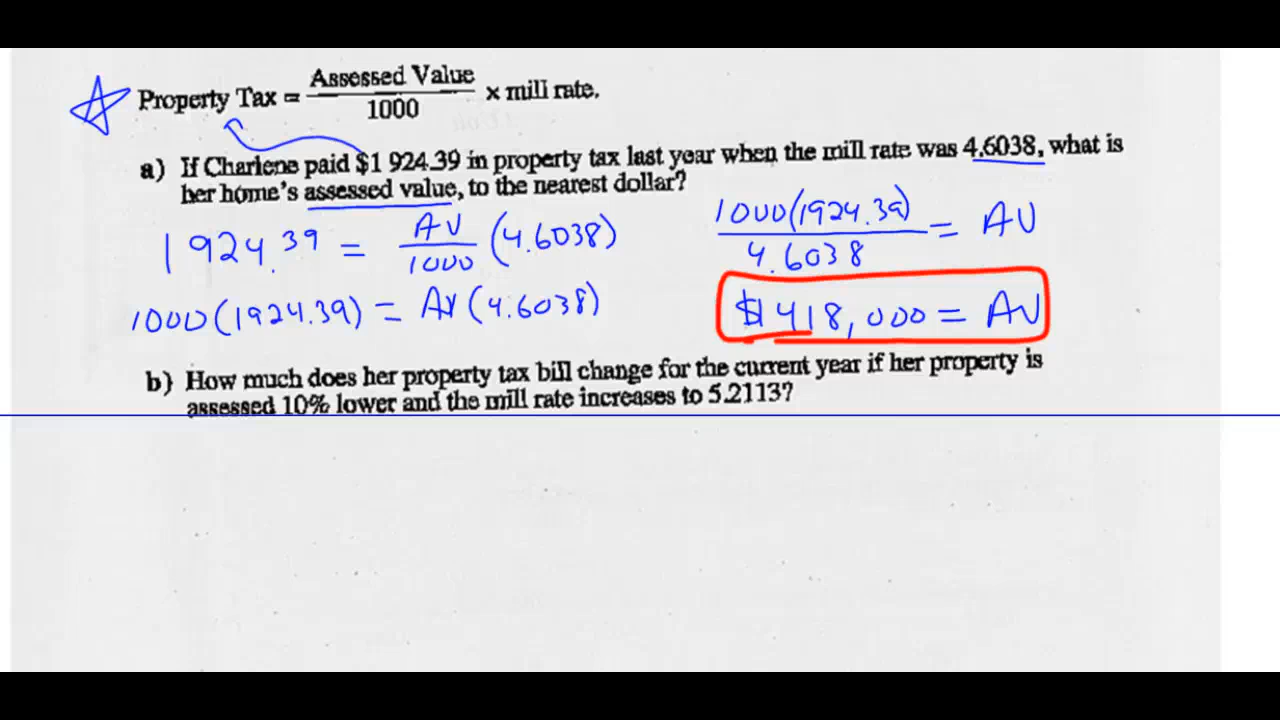 Property Tax = Assessed Value / 1000 × mill rate.
a) If Charlene paid $1 924.39 in property tax last year when the mill rate was 4.6038, what is
her home's assessed value, to the nearest dollar?
1924.39 = AV / 1000 (4.6038)
1000(1924.39) = AV (4.6038)
1000(1924.39) / 4.6038 = AV
$418,000 = AV
b) How much does her property tax bill change for the current year if her property is
assessed 10% lower and the mill rate increases to 5.2113?